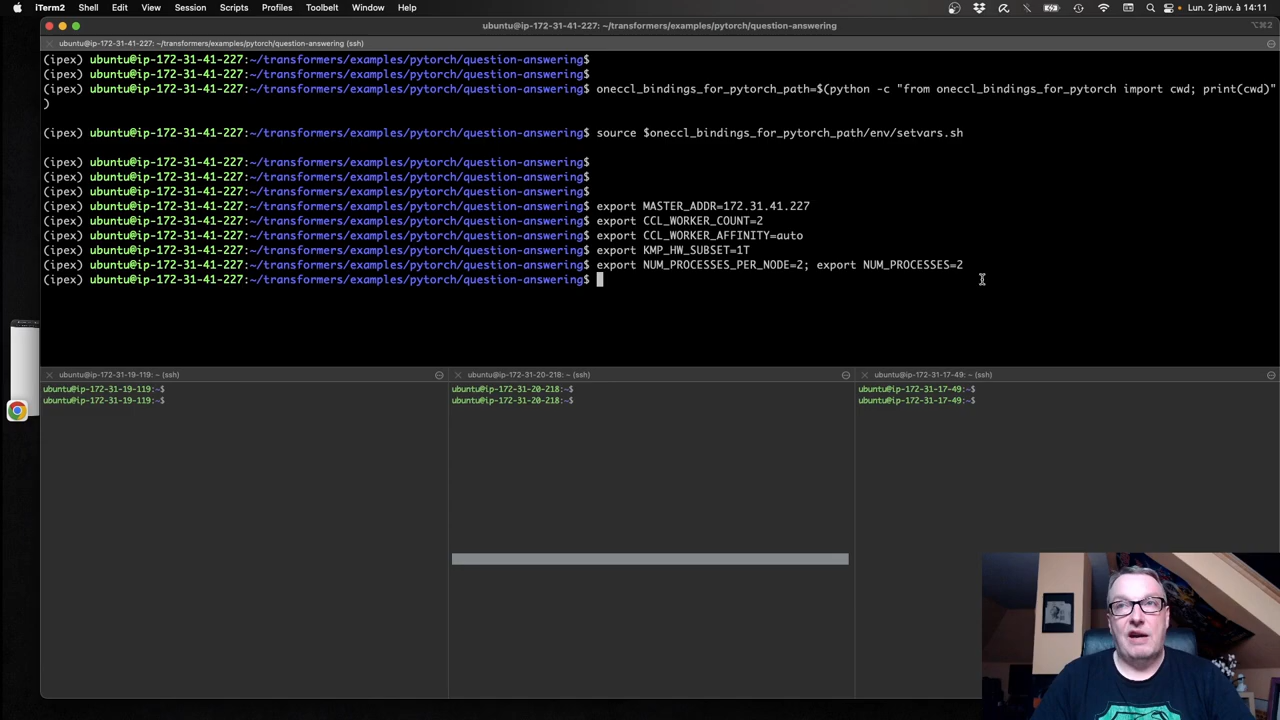 iTerm2 Shell Edit View Session Scripts Profiles Toolbelt Window Help Lun. 2 janv. à 14:11
ubuntu@ip-172-31-41-227: ~/transformers/examples/pytorch/question-answering ⌥⌘2
ubuntu@ip-172-31-41-227: ~/transformers/examples/pytorch/question-answering (ssh)
(ipex) ubuntu@ip-172-31-41-227:~/transformers/examples/pytorch/question-answering$
(ipex) ubuntu@ip-172-31-41-227:~/transformers/examples/pytorch/question-answering$
(ipex) ubuntu@ip-172-31-41-227:~/transformers/examples/pytorch/question-answering$ oneccl_bindings_for_pytorch_path=$(python -c "from oneccl_bindings_for_pytorch import cwd; print(cwd)"
)
(ipex) ubuntu@ip-172-31-41-227:~/transformers/examples/pytorch/question-answering$ source $oneccl_bindings_for_pytorch_path/env/setvars.sh
(ipex) ubuntu@ip-172-31-41-227:~/transformers/examples/pytorch/question-answering$
(ipex) ubuntu@ip-172-31-41-227:~/transformers/examples/pytorch/question-answering$
(ipex) ubuntu@ip-172-31-41-227:~/transformers/examples/pytorch/question-answering$
(ipex) ubuntu@ip-172-31-41-227:~/transformers/examples/pytorch/question-answering$ export MASTER_ADDR=172.31.41.227
(ipex) ubuntu@ip-172-31-41-227:~/transformers/examples/pytorch/question-answering$ export CCL_WORKER_COUNT=2
(ipex) ubuntu@ip-172-31-41-227:~/transformers/examples/pytorch/question-answering$ export CCL_WORKER_AFFINITY=auto
(ipex) ubuntu@ip-172-31-41-227:~/transformers/examples/pytorch/question-answering$ export KMP_HW_SUBSET=1T
(ipex) ubuntu@ip-172-31-41-227:~/transformers/examples/pytorch/question-answering$ export NUM_PROCESSES_PER_NODE=2; export NUM_PROCESSES=2
(ipex) ubuntu@ip-172-31-41-227:~/transformers/examples/pytorch/question-answering$
ubuntu@ip-172-31-19-119: ~ (ssh)
ubuntu@ip-172-31-19-119:~$
ubuntu@ip-172-31-19-119:~$
ubuntu@ip-172-31-20-218: ~ (ssh)
ubuntu@ip-172-31-20-218:~$
ubuntu@ip-172-31-20-218:~$
ubuntu@ip-172-31-17-49: ~ (ssh)
ubuntu@ip-172-31-17-49:~$
ubuntu@ip-172-31-17-49:~$